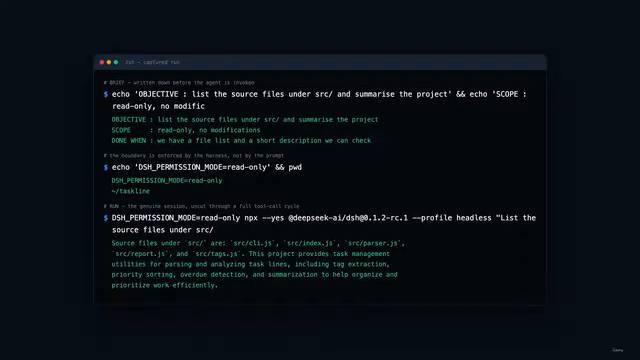 zsh — captured run
# BRIEF — written down before the agent is invoked
$ echo 'OBJECTIVE : list the source files under src/ and summarise the project' && echo 'SCOPE :
read-only, no modific
OBJECTIVE : list the source files under src/ and summarise the project
SCOPE : read-only, no modifications
DONE WHEN : we have a file list and a short description we can check
# the boundary is enforced by the harness, not by the prompt
$ echo 'DSH_PERMISSION_MODE=read-only' && pwd
DSH_PERMISSION_MODE=read-only
~/taskline
# RUN — the genuine session, uncut through a full tool-call cycle
$ DSH_PERMISSION_MODE=read-only npx --yes @deepseek-ai/dsh@0.1.2-rc.1 --profile headless "List the
source files under src/
Source files under `src/` are: `src/cli.js`, `src/index.js`, `src/parser.js`,
`src/report.js`, and `src/tags.js`. This project provides task management
utilities for parsing and analyzing task lines, including tag extraction,
priority sorting, overdue detection, and summarization to help organize and
prioritize work efficiently.
Udemy